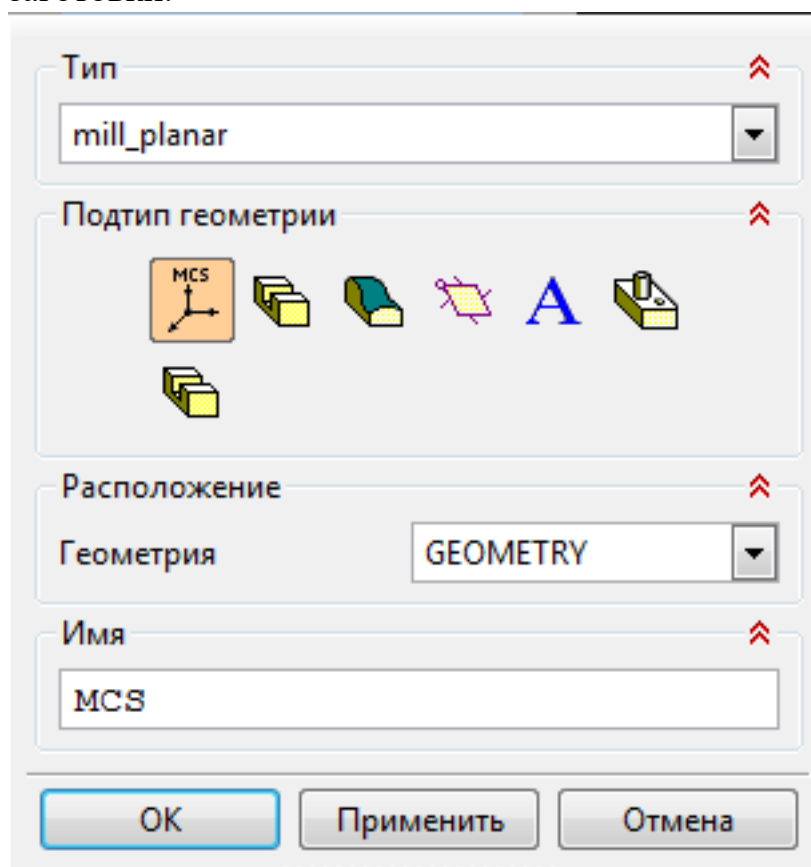 Тип
mill_planar
Подтип геометрии
MCS
A
Расположение
Геометрия GEOMETRY
Имя
MCS
OK Применить Отмена